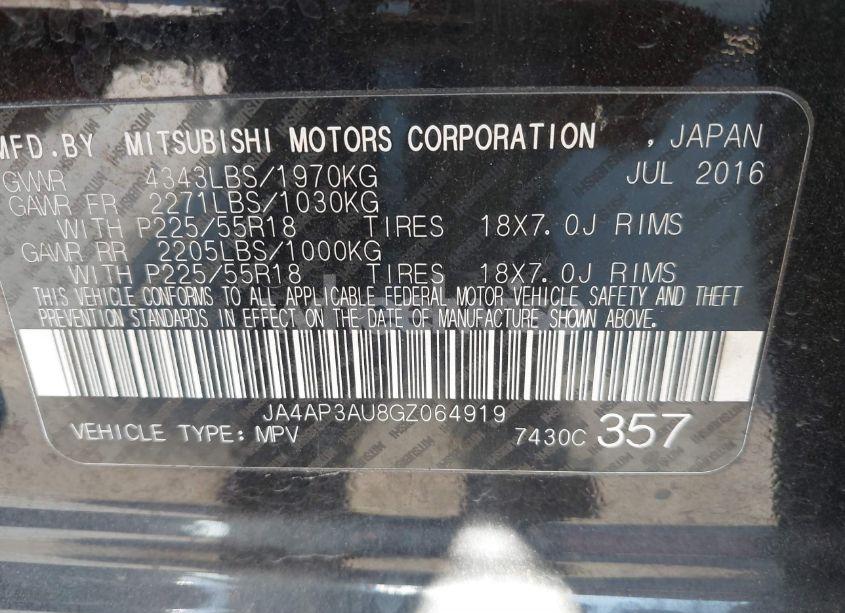 MFD. BY MITSUBISHI MOTORS CORPORATION , JAPAN
GVWR 4343LBS/1970KG JUL 2016
GAWR FR 2271LBS/1030KG
WITH P225/55R18 TIRES 18X7.0J RIMS
GAWR RR 2205LBS/1000KG
WITH P225/55R18 TIRES 18X7.0J RIMS
THIS VEHICLE CONFORMS TO ALL APPLICABLE FEDERAL MOTOR VEHICLE SAFETY AND THEFT
PREVENTION STANDARDS IN EFFECT ON THE DATE OF MANUFACTURE SHOWN ABOVE.
JA4AP3AU8GZ064919
VEHICLE TYPE: MPV 7430C 357